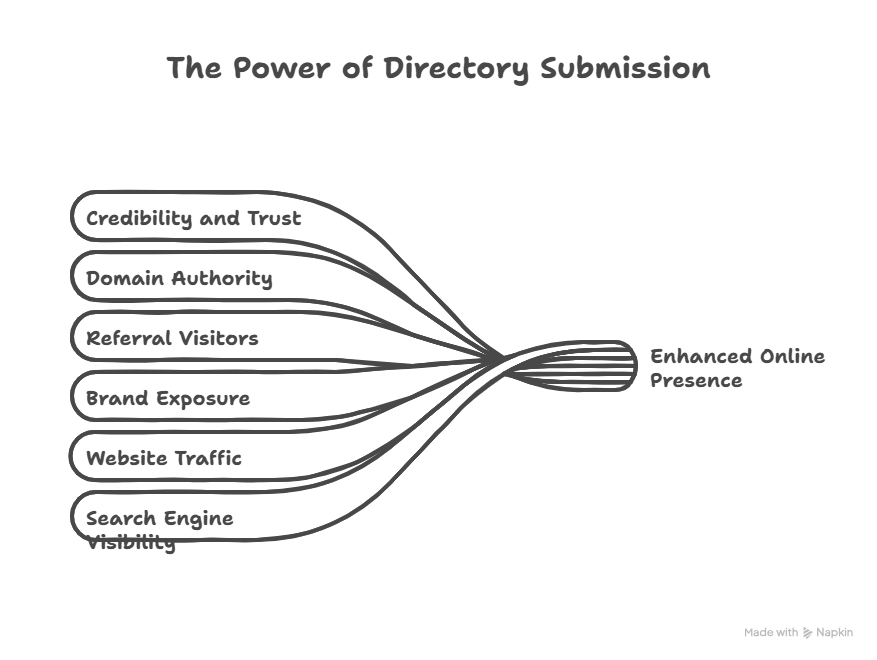 The Power of Directory Submission
Credibility and Trust
Domain Authority
Referral Visitors
Brand Exposure
Website Traffic
Search Engine
Visibility
Enhanced Online
Presence
Made with Napkin